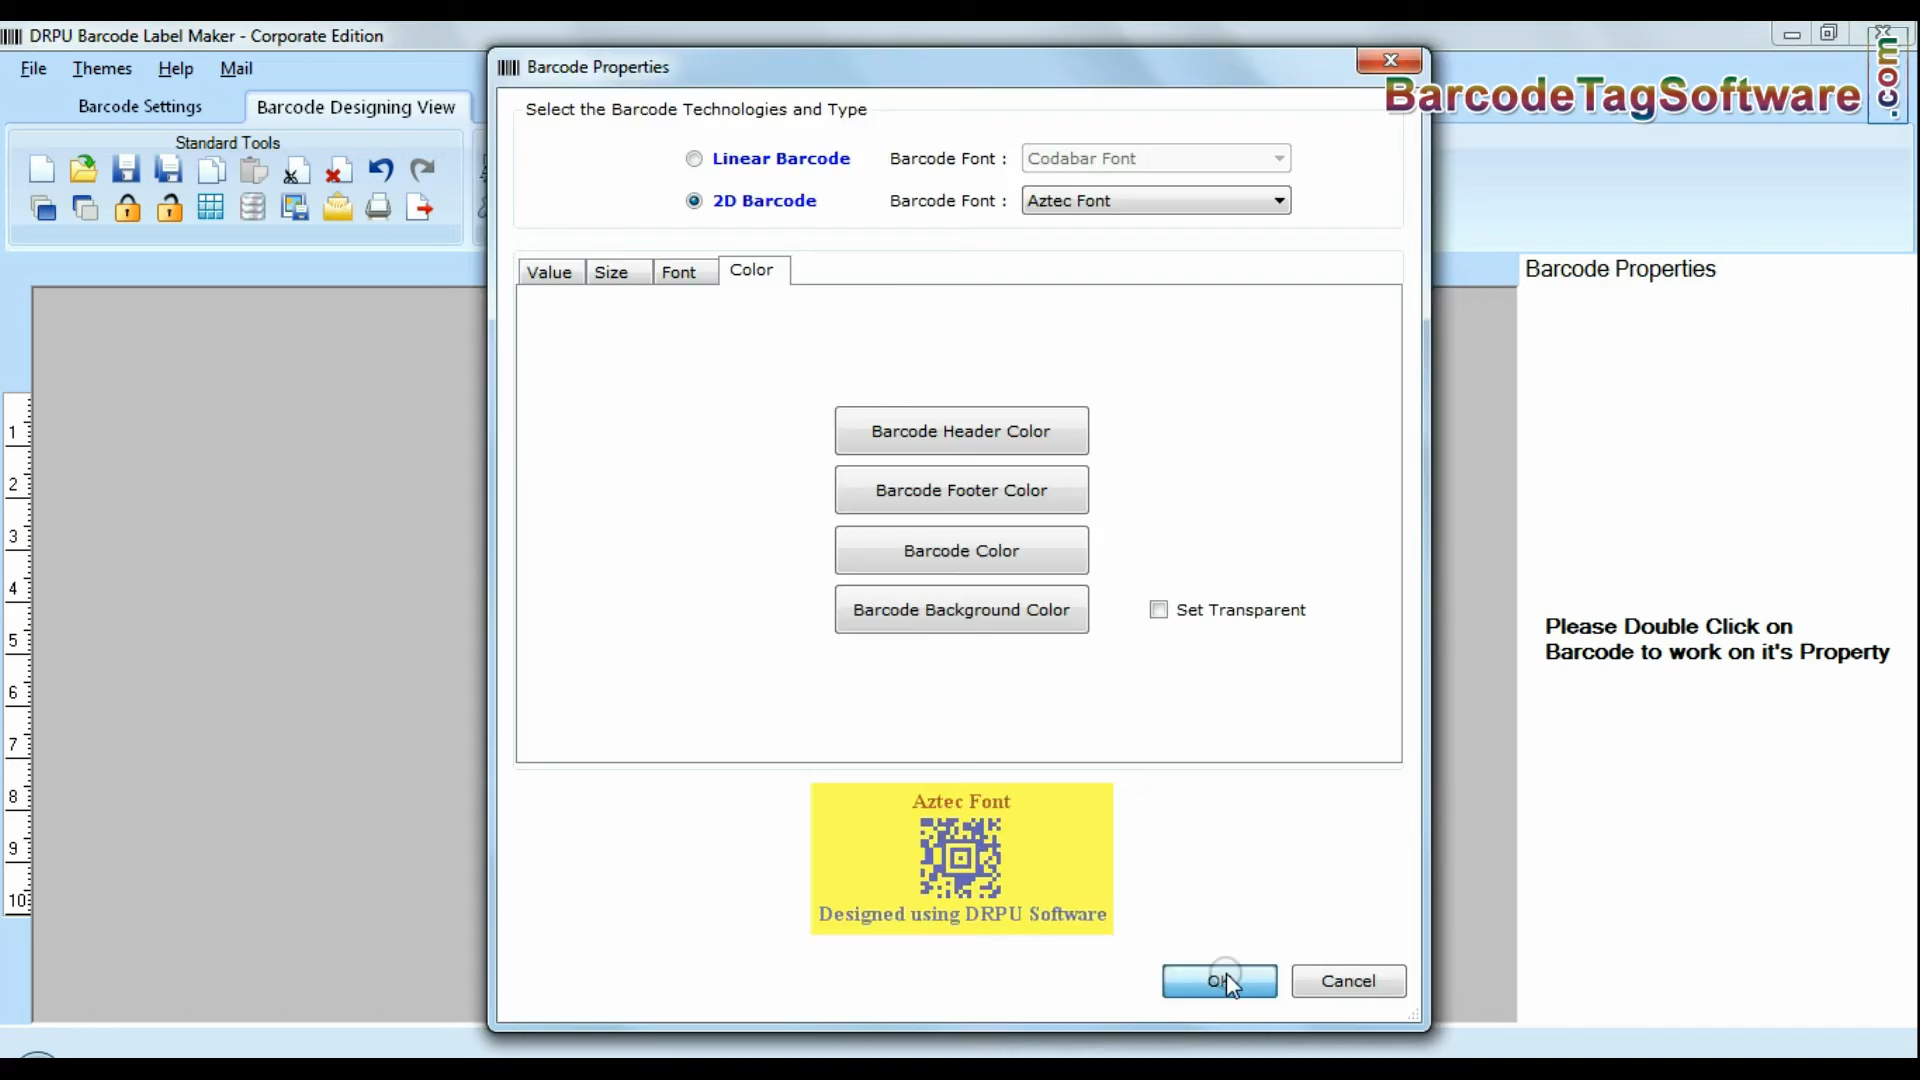 DRPU Barcode Label Maker - Corporate Edition
File Themes Help Mail
Barcode Settings Barcode Designing View
Standard Tools
Barcode Properties
BarcodeTagSoftware.com
Select the Barcode Technologies and Type
Linear Barcode Barcode Font : Codabar Font
2D Barcode Barcode Font : Aztec Font
Value Size Font Color
Barcode Header Color
Barcode Footer Color
Barcode Color
Barcode Background Color Set Transparent
Aztec Font
Designed using DRPU Software
OK Cancel
Barcode Properties
Please Double Click on
Barcode to work on it's Property
1
2
3
4
5
6
7
8
9
10